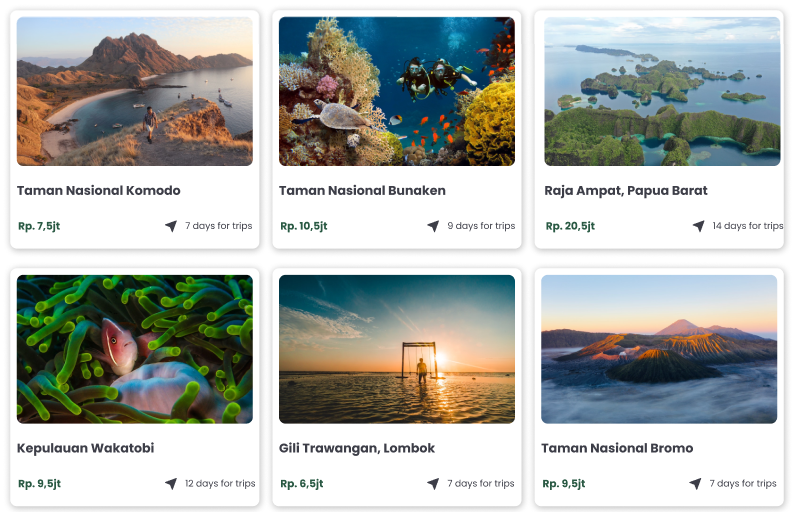 Taman Nasional Komodo
Rp. 7,5jt
7 days for trips
Taman Nasional Bunaken
Rp. 10,5jt
9 days for trips
Raja Ampat, Papua Barat
Rp. 20,5jt
14 days for trips
Kepulauan Wakatobi
Rp. 9,5jt
12 days for trips
Gili Trawangan, Lombok
Rp. 6,5jt
7 days for trips
Taman Nasional Bromo
Rp. 9,5jt
7 days for trips